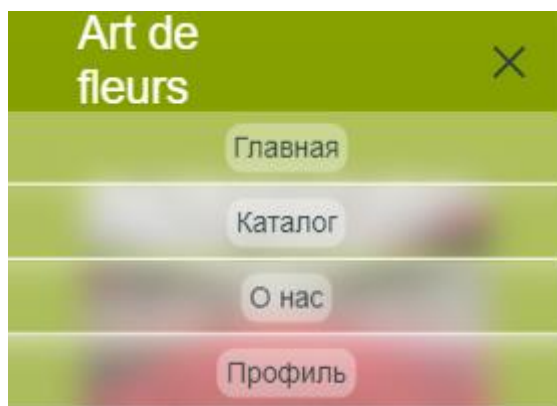 Art de
fleurs
Главная
Каталог
О нас
Профиль